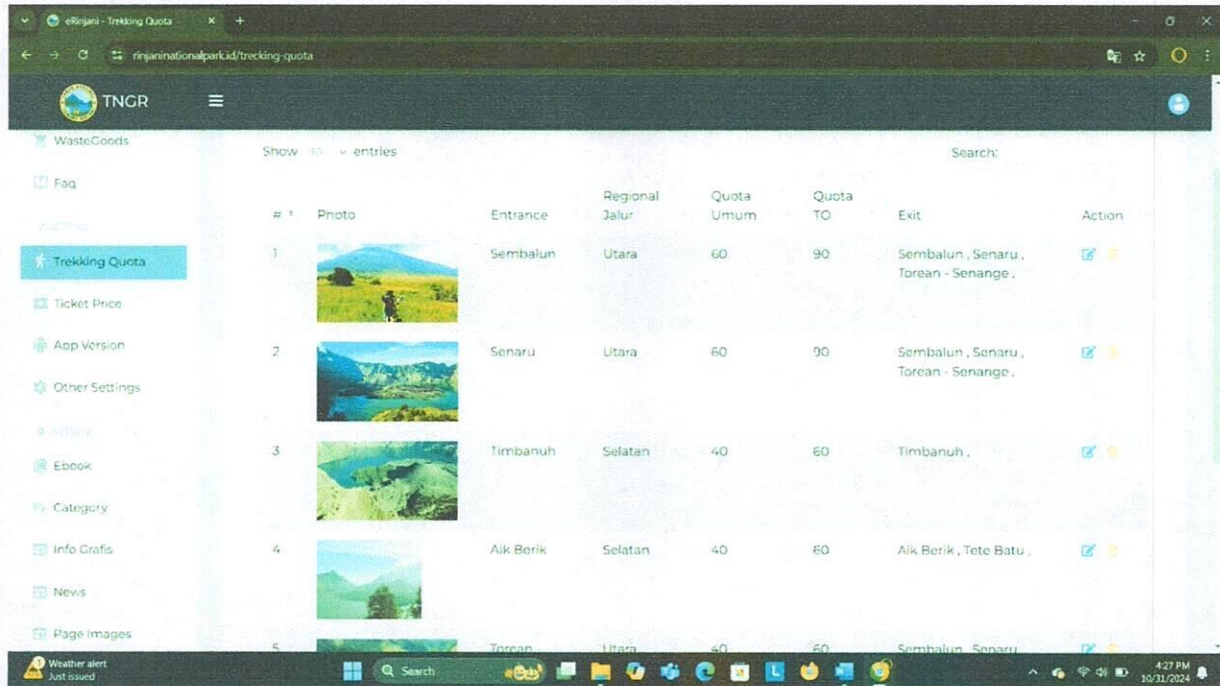 eRinjani - Trekking Quota
rinjaninationalpark.id/trecking-quota
TNGR
WasteGoods
Faq
Trekking Quota
Ticket Price
App Version
Other Settings
Ebook
Category
Info Grafis
News
Page Images
Show 10 entries
Search:
# Photo Entrance Regional Jalur Quota Umum Quota TO Exit Action
1 Sembalun Utara 60 90 Sembalun , Senaru ,
Torean - Senange ,
2 Senaru Utara 60 90 Sembalun , Senaru ,
Torean - Senange ,
3 Timbanuh Selatan 40 60 Timbanuh ,
4 Aik Berik Selatan 40 60 Aik Berik , Tete Batu ,
5 Torean Utara 40 60 Sembalun Senaru
Weather alert
Just issued
Search
4:27 PM
10/31/2024